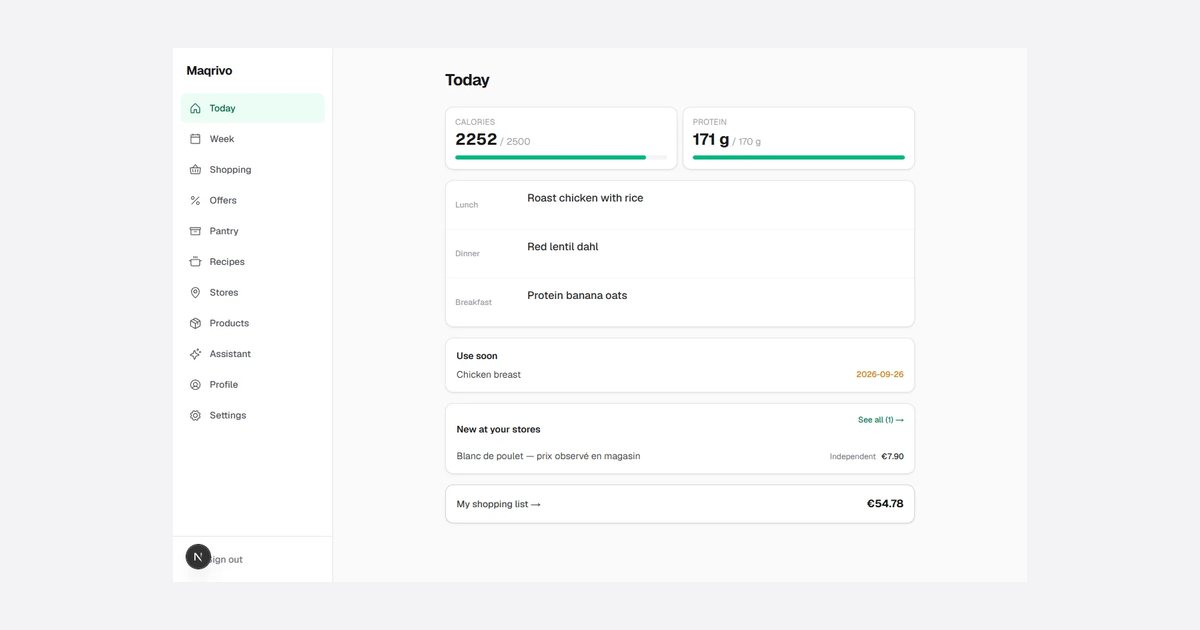 Maqrivo
Today
Week
Shopping
Offers
Pantry
Recipes
Stores
Products
Assistant
Profile
Settings
N
ign out
Today
CALORIES
2252 / 2500
PROTEIN
171 g / 170 g
Lunch Roast chicken with rice
Dinner Red lentil dahl
Breakfast Protein banana oats
Use soon
Chicken breast 2026-09-26
See all (1) →
New at your stores
Blanc de poulet — prix observé en magasin Independent €7.90
My shopping list → €54.78